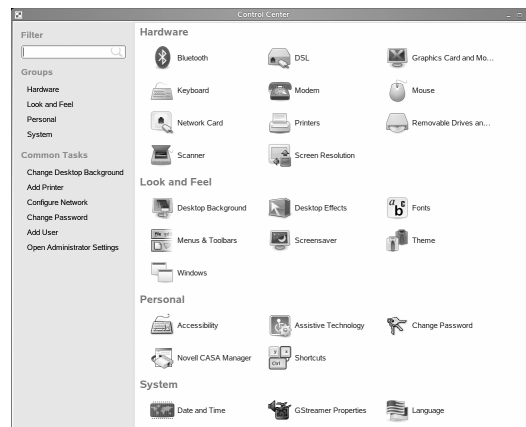 Control Center
Filter
Groups
Hardware
Look and Feel
Personal
System
Common Tasks
Change Desktop Background
Add Printer
Configure Network
Change Password
Add User
Open Administrator Settings
Hardware
Bluetooth
DSL
Graphics Card and Mo...
Keyboard
Modem
Mouse
Network Card
Printers
Removable Drives an...
Scanner
Screen Resolution
Look and Feel
Desktop Background
Desktop Effects
a b c
Fonts
File
Menus & Toolbars
Screensaver
Theme
Windows
Personal
Accessibility
Assistive Technology
Change Password
Novell CASA Manager
Y X
Ctrl
Shortcuts
System
Date and Time
GStreamer Properties
Language